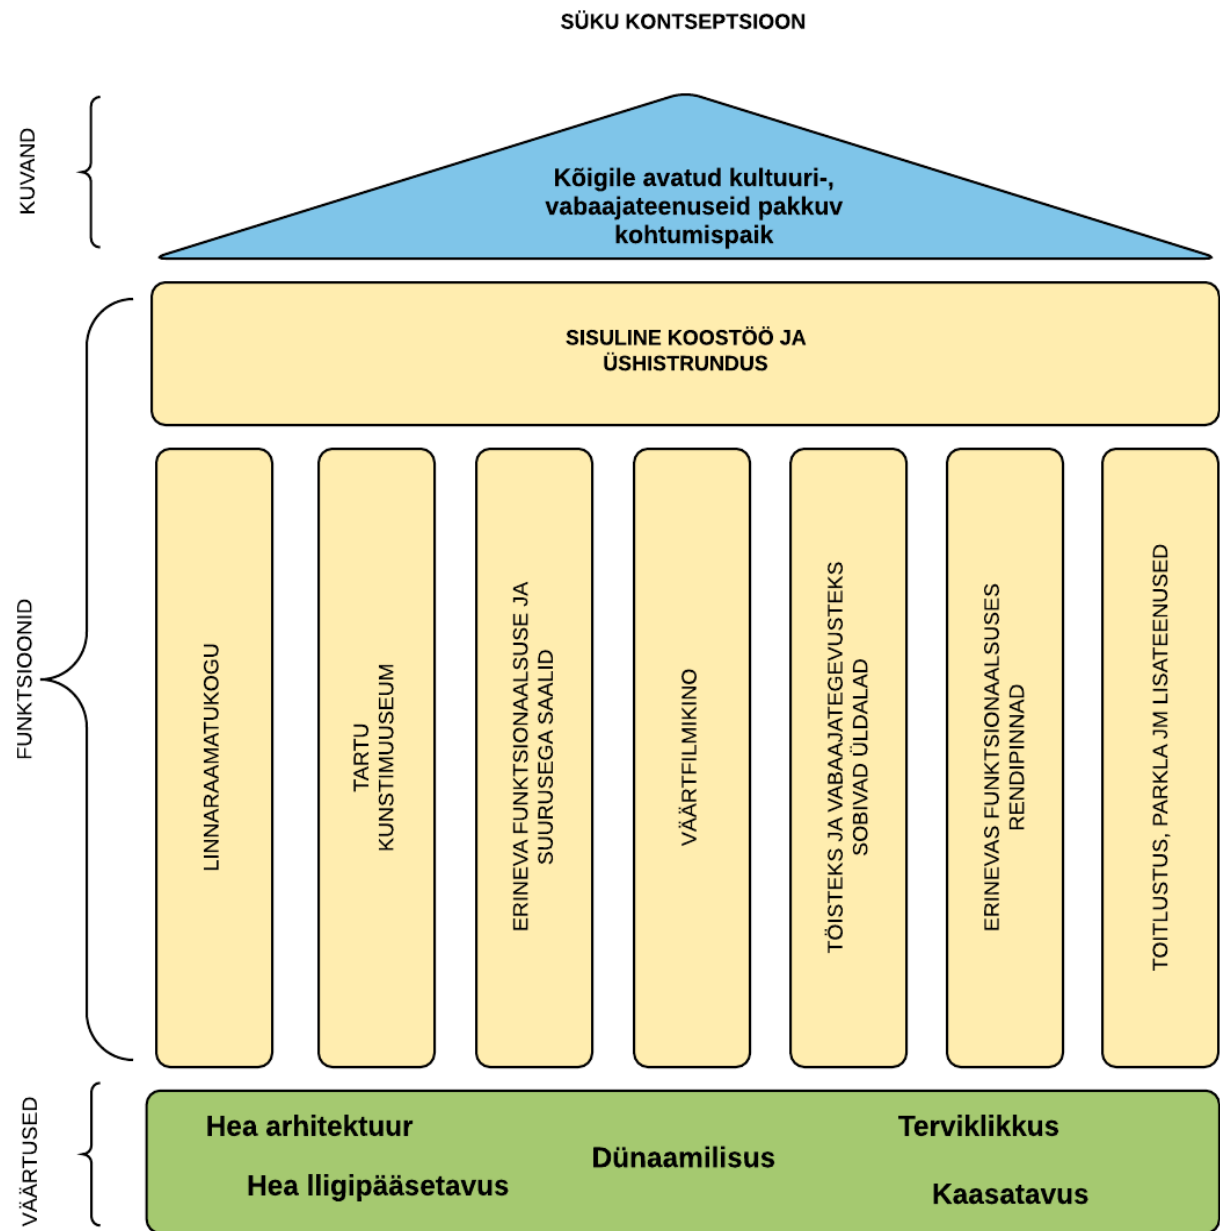 SÜKU KONTSEPTSIOON
KUVAND
Kõigile avatud kultuuri-,
vabaajateenuseid pakkuv
kohtumispaik
FUNKTSIOONID
SISULINE KOOSTÖÖ JA
ÜSHISTRUNDUS
LINNARAAMATUKOGU
TARTU
KUNSTIMUUSEUM
ERINEVA FUNKTSIONAALSUSE JA
SUURUSEGA SAALID
VÄÄRTFILMIKINO
TÖISTEKS JA VABAAJATEGEVUSTEKS
SOBIVAD ÜLDALAD
ERINEVAS FUNKTSIONAALSUSES
RENDIPINNAD
TOITLUSTUS, PARKLA JM LISATEENUSED
VÄÄRTUSED
Hea arhitektuur
Terviklikkus
Dünaamilisus
Hea lligipääsetavus
Kaasatavus